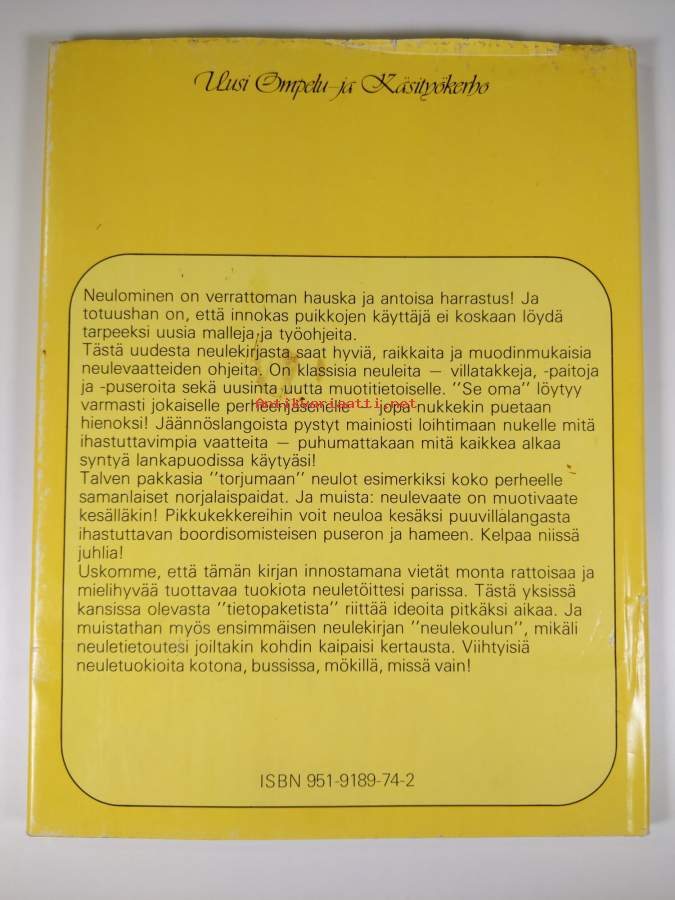 Uusi Ompelu- ja Käsityökerho
Neulominen on verrattoman hauska ja antoisa harrastus! Ja
totuushan on, että innokas puikkojen käyttäjä ei koskaan löydä
tarpeeksi uusia malleja ja työohjeita.
Tästä uudesta neulekirjasta saat hyviä, raikkaita ja muodinmukaisia
neulevaatteiden ohjeita. On klassisia neuleita – villatakkeja, -paitoja
ja -puseroita sekä uusinta uutta muotitietoiselle. "Se oma" löytyy
varmasti jokaiselle perheenjäsenelle – jopa nukkekin puetaan
Antikvariaatti.net
hienoksi! Jäännöslangoista pystyt mainiosti loihtimaan nukelle mitä
ihastuttavimpia vaatteita – puhumattakaan mitä kaikkea alkaa
syntyä lankapuodissa käytyäsi!
Talven pakkasia "torjumaan" neulot esimerkiksi koko perheelle
samanlaiset norjalaispaidat. Ja muista: neulevaate on muotivaate
kesälläkin! Pikkukekkereihin voit neuloa kesäksi puuvillalangasta
ihastuttavan boordisomisteisen puseron ja hameen. Kelpaa niissä
juhlia!
Uskomme, että tämän kirjan innostamana vietät monta rattoisaa ja
mielihyvää tuottavaa tuokiota neuletöittesi parissa. Tästä yksissä
kansissa olevasta "tietopaketista" riittää ideoita pitkäksi aikaa. Ja
muistathan myös ensimmäisen neulekirjan "neulekoulun", mikäli
neuletietoutesi joiltakin kohdin kaipaisi kertausta. Viihtyisiä
neuletuokioita kotona, bussissa, mökillä, missä vain!
ISBN 951-9189-74-2